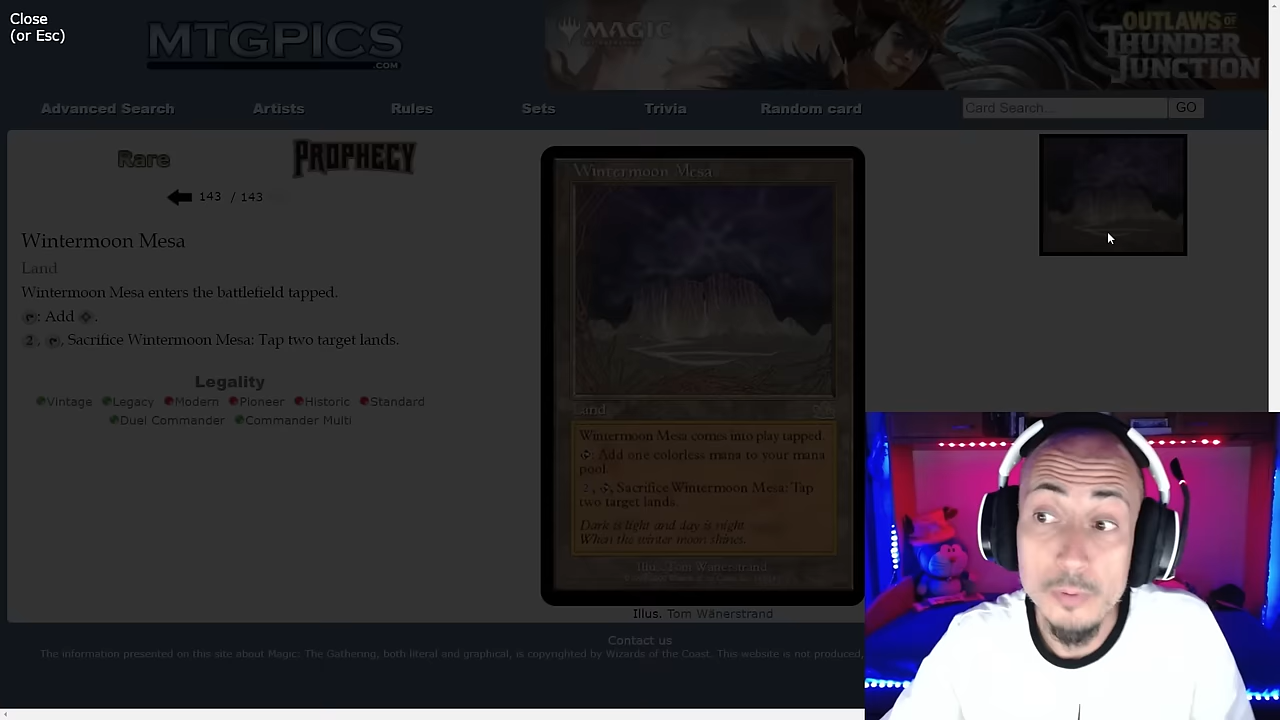 Close
(or Esc)
MTGPICS
.COM
MAGIC
OUTLAWS OF
THUNDER
JUNCTION
Advanced Search
Artists
Rules
Sets
Trivia
Random card
Card Search...
GO
Rare
PROPHECY
143 / 143
Wintermoon Mesa
Land
Wintermoon Mesa enters the battlefield tapped.
: Add .
2, , Sacrifice Wintermoon Mesa: Tap two target lands.
Legality
Vintage Legacy Modern Pioneer Historic Standard
Duel Commander Commander Multi
Wintermoon Mesa
Land
Wintermoon Mesa comes into play tapped.
: Add one colorless mana to your mana
pool.
2, , Sacrifice Wintermoon Mesa: Tap
two target lands.
Dark is light and day is night
When the winter moon shines.
Illus. Tom Wänerstrand
Illus. Tom Wänerstrand
Contact us
The information presented on this site about Magic: The Gathering, both literal and graphical, is copyrighted by Wizards of the Coast. This website is not produced,